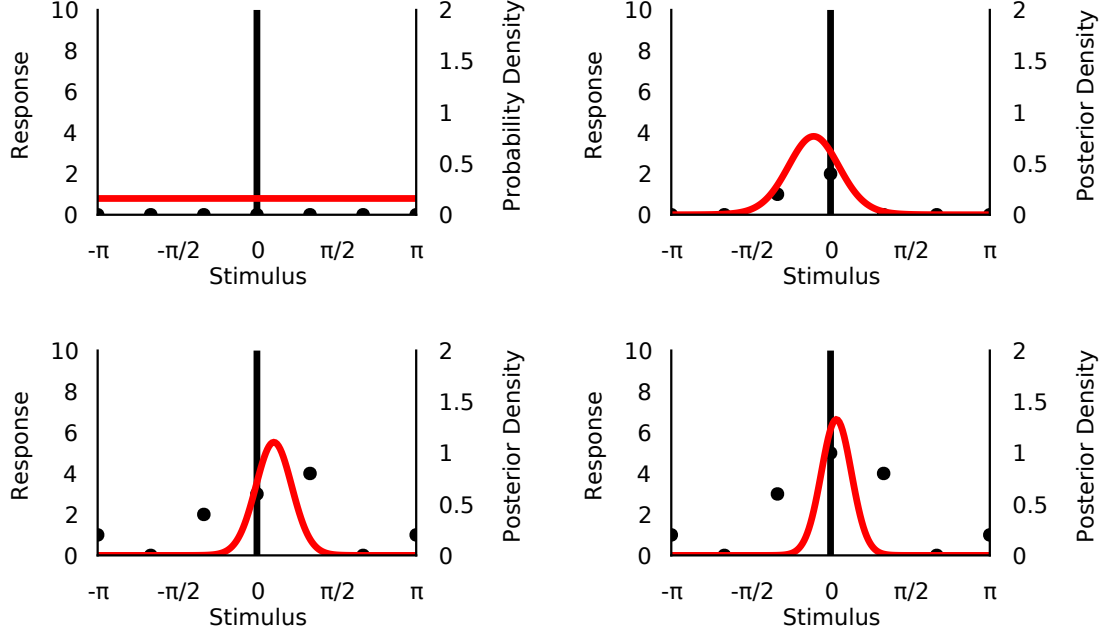 10
8
6
4
2
0
Response
2
1.5
1
0.5
0
Probability Density
-π -π/2 0 π/2 π
Stimulus
10
8
6
4
2
0
Response
2
1.5
1
0.5
0
Posterior Density
-π -π/2 0 π/2 π
Stimulus
10
8
6
4
2
0
Response
2
1.5
1
0.5
0
Posterior Density
-π -π/2 0 π/2 π
Stimulus
10
8
6
4
2
0
Response
2
1.5
1
0.5
0
Posterior Density
-π -π/2 0 π/2 π
Stimulus